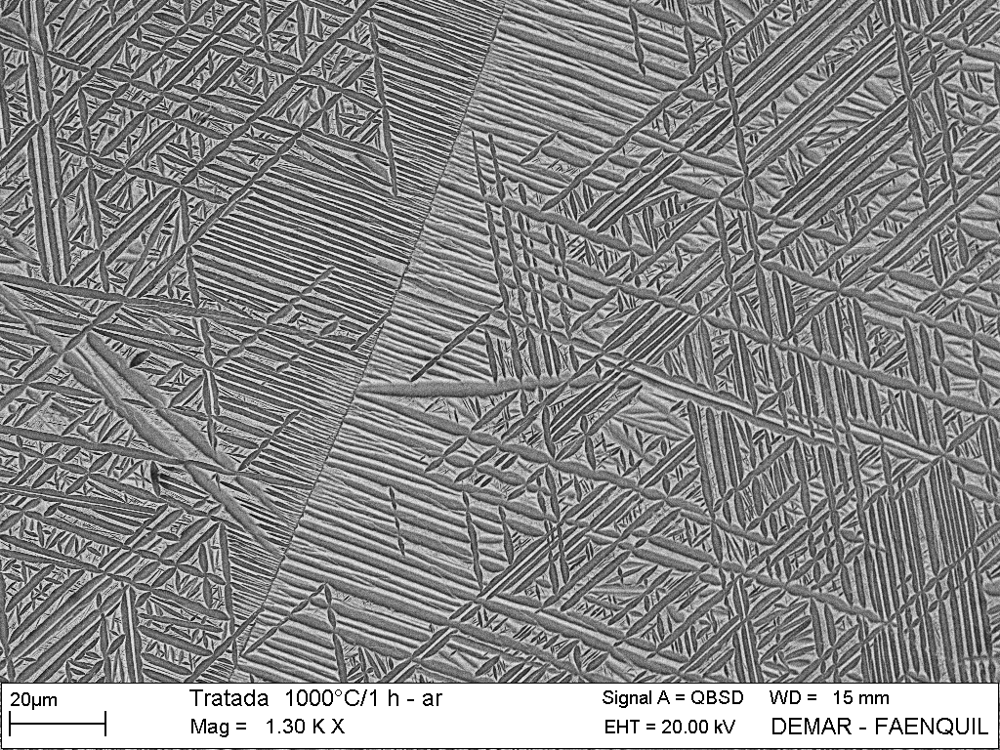 20µm
Tratada 1000°C/1 h - ar
Signal A = QBSD WD = 15 mm
Mag = 1.30 K X
EHT = 20.00 kV
DEMAR - FAENQUIL